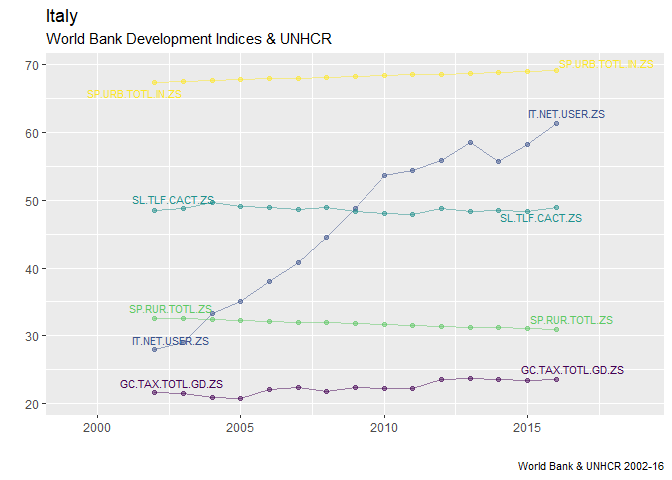 Italy
World Bank Development Indices & UNHCR
70
SP.URB.TOTL.IN.ZS
SP.URB.TOTL.IN.ZS
60
IT.NET.USER.ZS
50
SL.TLF.CACT.ZS
SL.TLF.CACT.ZS
40
SP.RUR.TOTL.ZS
SP.RUR.TOTL.ZS
30
IT.NET.USER.ZS
GC.TAX.TOTL.GD.ZS
GC.TAX.TOTL.GD.ZS
20
2000 2005 2010 2015
World Bank & UNHCR 2002-16